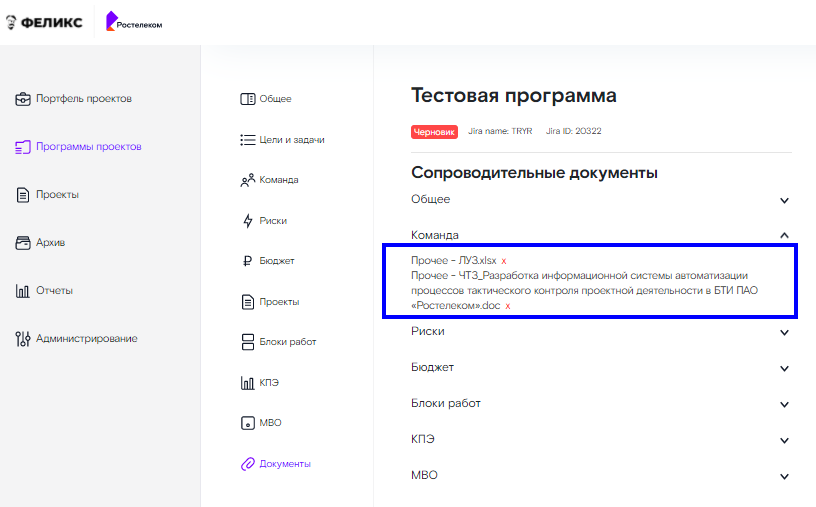 ФЕЛИКС
Ростелеком
Портфель проектов
Программы проектов
Проекты
Архив
Отчеты
Администрирование
Общее
Цели и задачи
Команда
Риски
Бюджет
Проекты
Блоки работ
КПЭ
МВО
Документы
Тестовая программа
Черновик Jira name: TRYR Jira ID: 20322
Сопроводительные документы
Общее
Команда
Прочее - ЛУЗ.xlsx x
Прочее - ЧТЗ_Разработка информационной системы автоматизации
процессов тактического контроля проектной деятельности в БТИ ПАО
«Ростелеком».doc x
Риски
Бюджет
Блоки работ
КПЭ
МВО